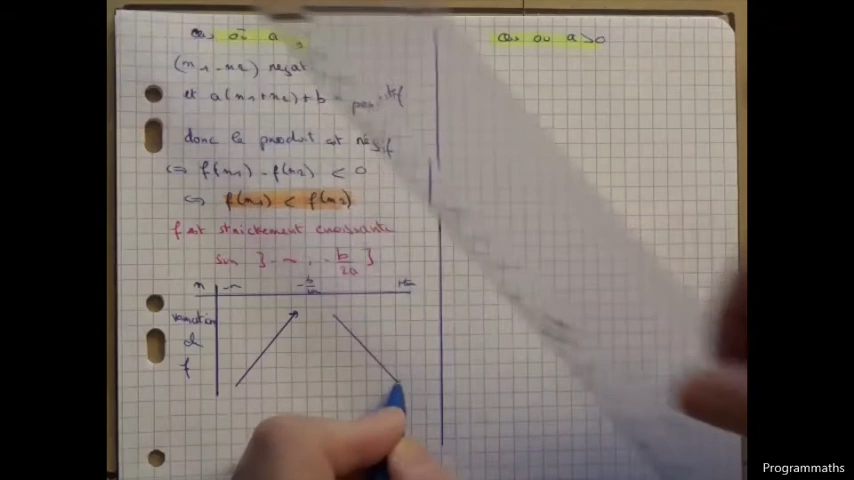 Cas où a
Cas où a > 0
(x1 - x2) négat
et a(x1+x2)+b positif
donc le produit est négatif
⇔ f(x1) - f(x2) < 0
⇔ f(x1) < f(x2)
f est strictement croissante
sur ]-∞, -b/2a]
x -∞ -b/2a +∞
variation
de
f
Programmaths